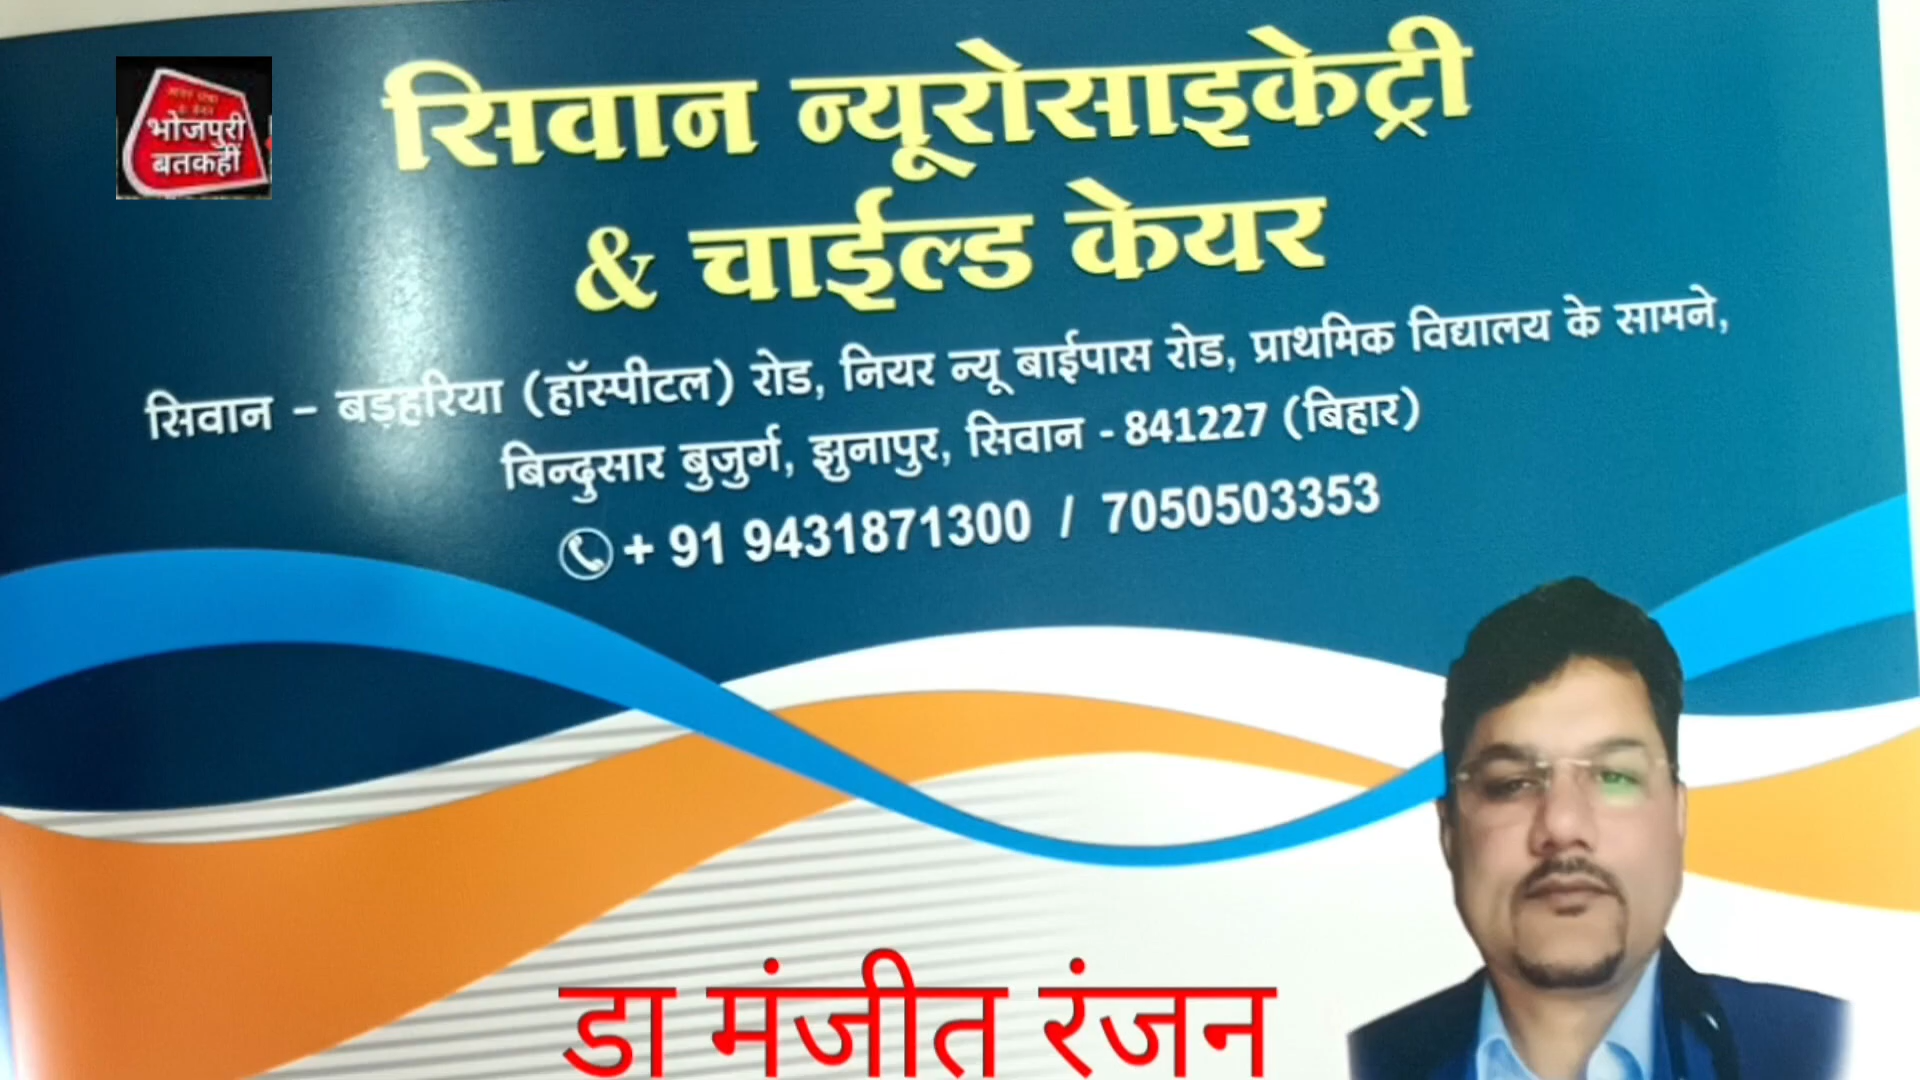 भोजपुरी
बतकही
सिवान न्यूरोसाइकेट्री
& चाईल्ड केयर
सिवान - बड़हरिया (हॉस्पीटल) रोड, नियर न्यू बाईपास रोड, प्राथमिक विद्यालय के सामने,
बिन्दुसार बुजुर्ग, झुनापुर, सिवान - 841227 (बिहार)
+ 91 9431871300 / 7050503353
डा मंजीत रंजन